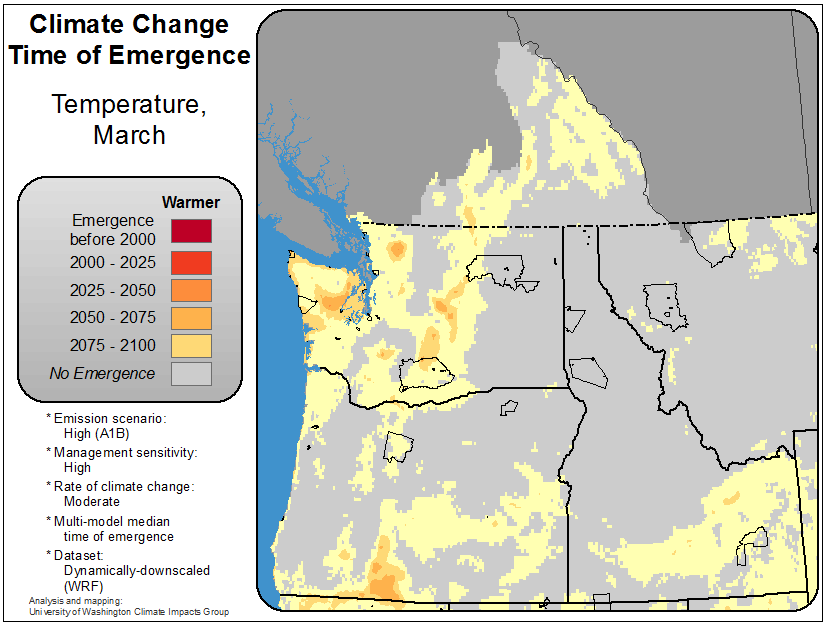 Climate Change
Time of Emergence
Temperature,
March
Warmer
Emergence
before 2000
2000 - 2025
2025 - 2050
2050 - 2075
2075 - 2100
No Emergence
* Emission scenario:
High (A1B)
* Management sensitivity:
High
* Rate of climate change:
Moderate
* Multi-model median
time of emergence
* Dataset:
Dynamically-downscaled
(WRF)
Analysis and mapping:
University of Washington Climate Impacts Group